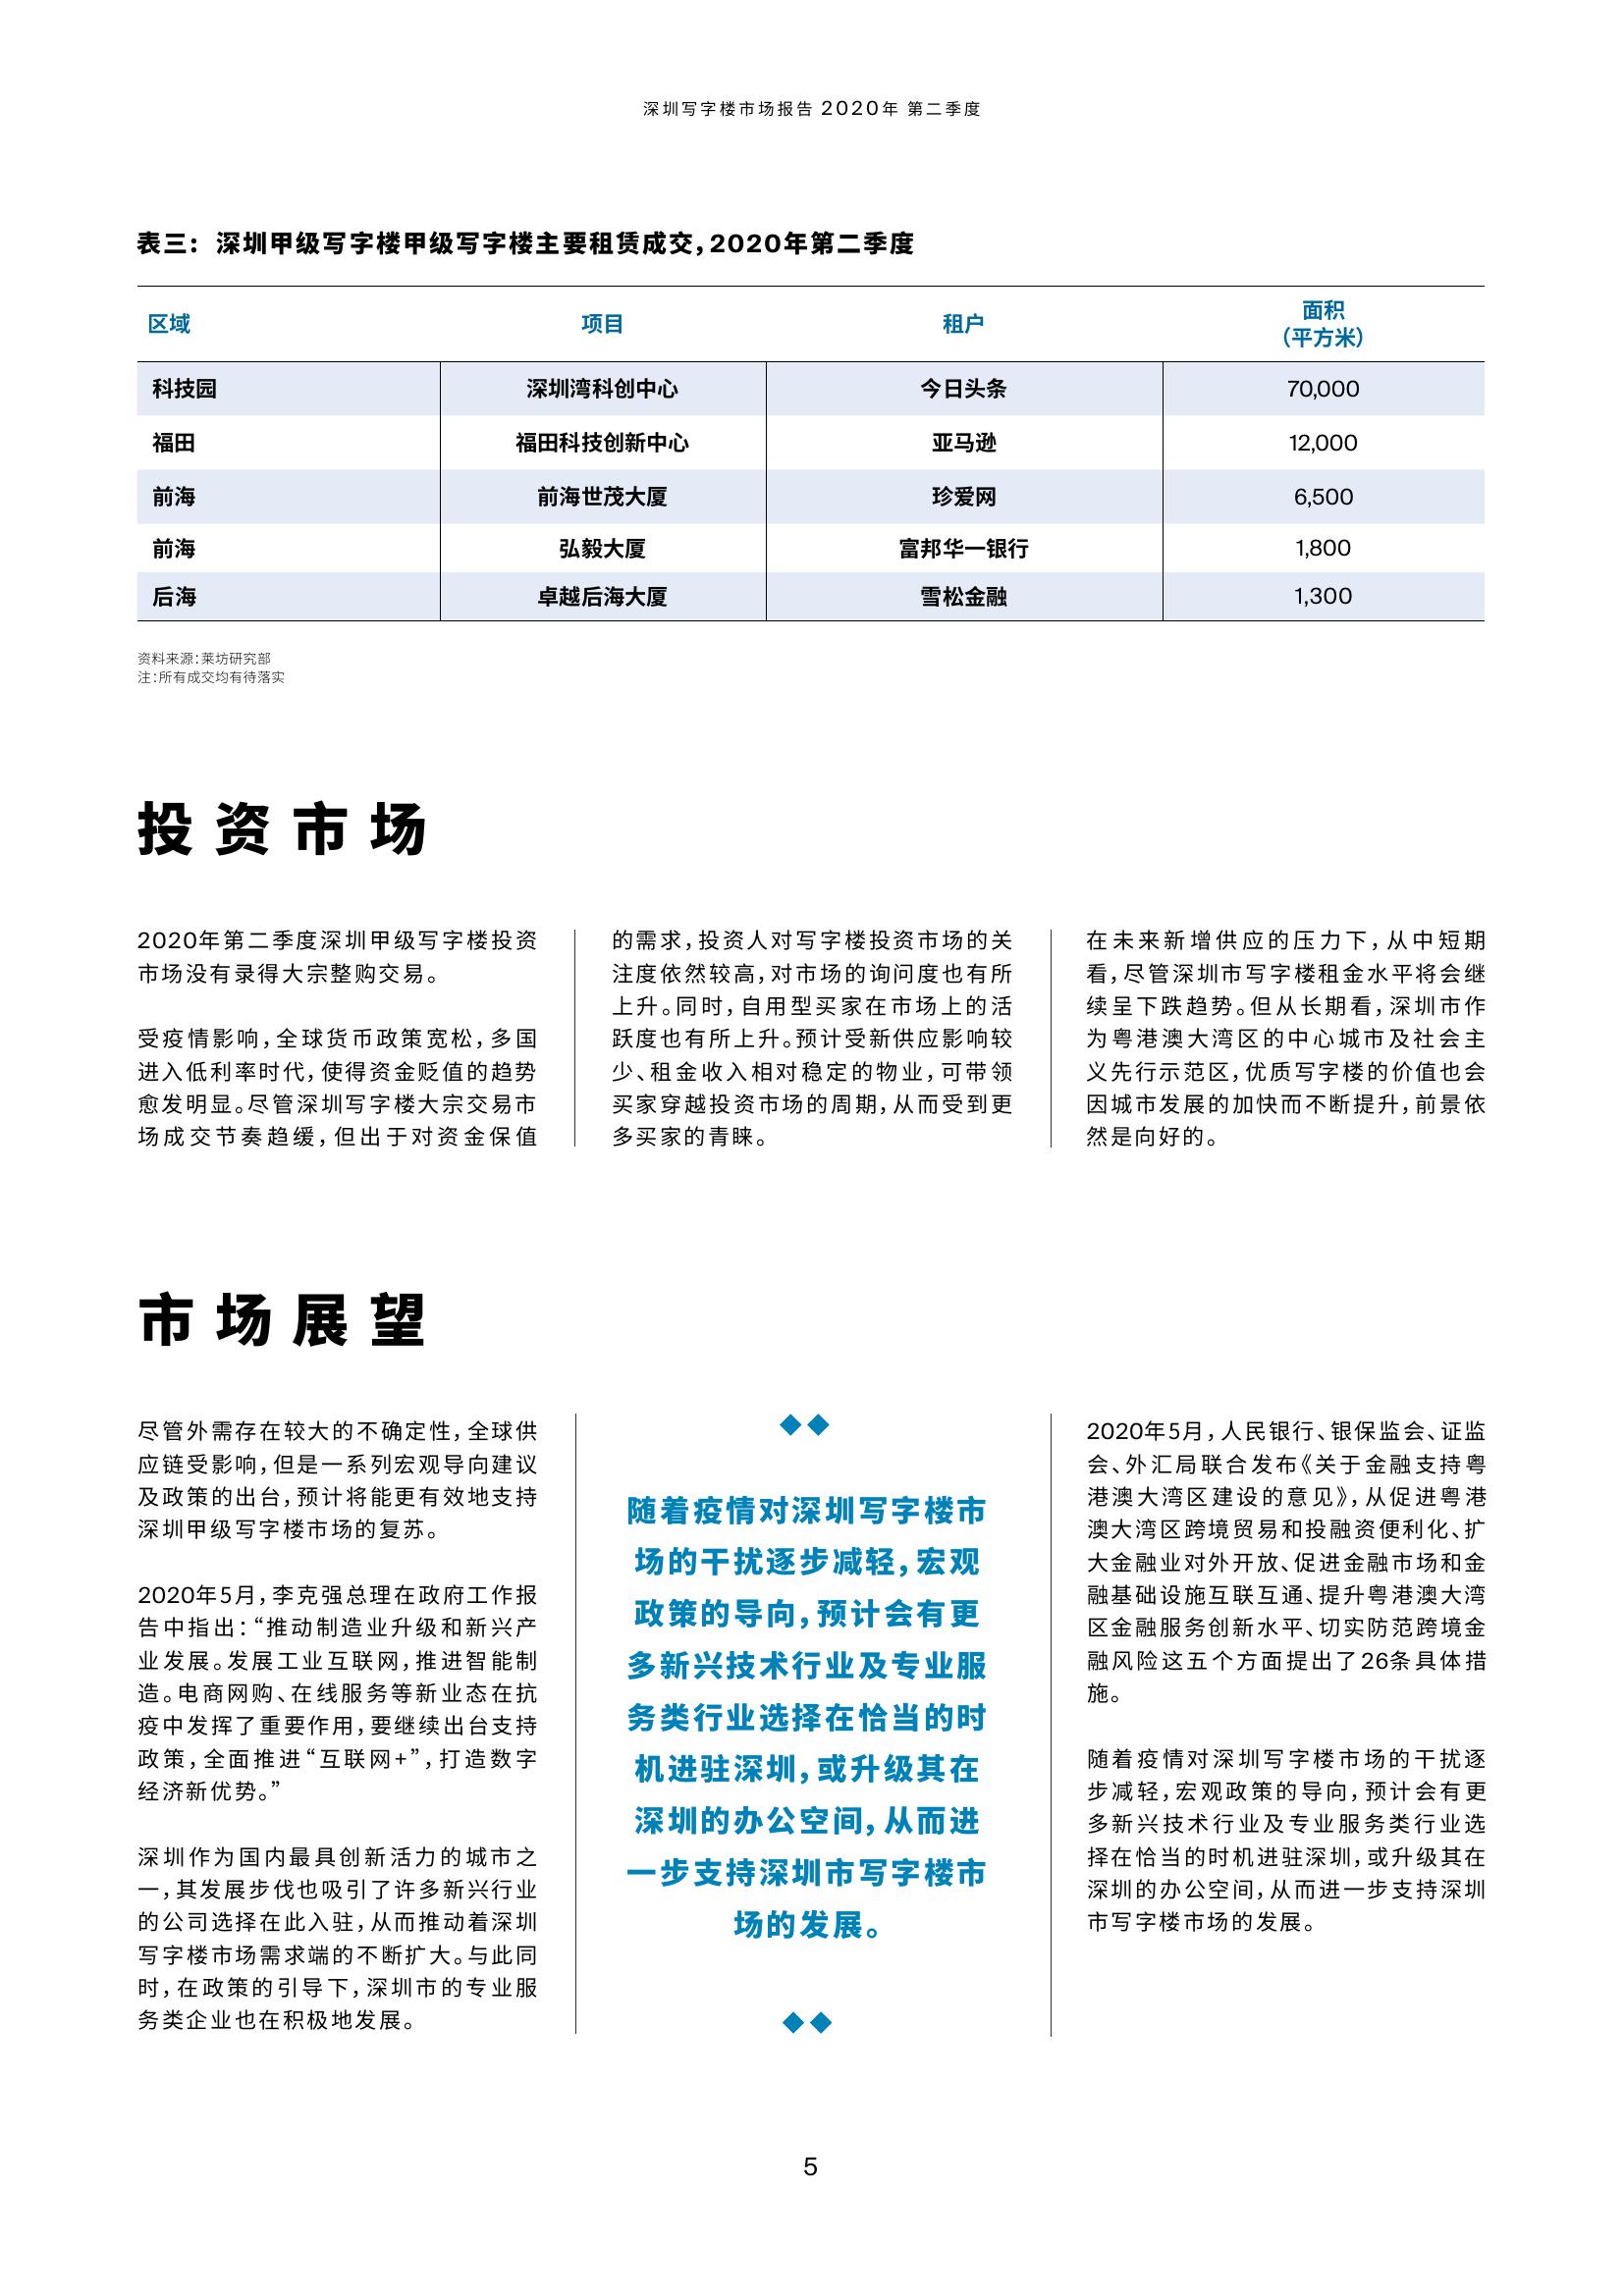 深圳写字楼市场报告 2020年 第二季度
表三: 深圳甲级写字楼甲级写字楼主要租赁成交,2020年第二季度
区域 项目 租户 面积
(平方米)
科技园 深圳湾科创中心 今日头条 70,000
福田 福田科技创新中心 亚马逊 12,000
前海 前海世茂大厦 珍爱网 6,500
前海 弘毅大厦 富邦华一银行 1,800
后海 卓越后海大厦 雪松金融 1,300
资料来源:莱坊研究部
注:所有成交均有待落实
投资市场
2020年第二季度深圳甲级写字楼投资
市场没有录得大宗整购交易。
受疫情影响,全球货币政策宽松,多国
进入低利率时代,使得资金贬值的趋势
愈发明显。尽管深圳写字楼大宗交易市
场成交节奏趋缓,但出于对资金保值
的需求,投资人对写字楼投资市场的关
注度依然较高,对市场的询问度也有所
上升。同时,自用型买家在市场上的活
跃度也有所上升。预计受新供应影响较
少、租金收入相对稳定的物业,可带领
买家穿越投资市场的周期,从而受到更
多买家的青睐。
在未来新增供应的压力下,从中短期
看,尽管深圳市写字楼租金水平将会继
续呈下跌趋势。但从长期看,深圳市作
为粤港澳大湾区的中心城市及社会主
义先行示范区,优质写字楼的价值也会
因城市发展的加快而不断提升,前景依
然是向好的。
市场展望
尽管外需存在较大的不确定性,全球供
应链受影响,但是一系列宏观导向建议
及政策的出台,预计将能更有效地支持
深圳甲级写字楼市场的复苏。
2020年5月,李克强总理在政府工作报
告中指出:“推动制造业升级和新兴产
业发展。发展工业互联网,推进智能制
造。电商网购、在线服务等新业态在抗
疫中发挥了重要作用,要继续出台支持
政策,全面推进“互联网+”,打造数字
经济新优势。”
深圳作为国内最具创新活力的城市之
一,其发展步伐也吸引了许多新兴行业
的公司选择在此入驻,从而推动着深圳
写字楼市场需求端的不断扩大。与此同
时,在政策的引导下,深圳市的专业服
务类企业也在积极地发展。
随着疫情对深圳写字楼市
场的干扰逐步减轻,宏观
政策的导向,预计会有更
多新兴技术行业及专业服
务类行业选择在恰当的时
机进驻深圳,或升级其在
深圳的办公空间,从而进
一步支持深圳市写字楼市
场的发展。
2020年5月,人民银行、银保监会、证监
会、外汇局联合发布《关于金融支持粤
港澳大湾区建设的意见》,从促进粤港
澳大湾区跨境贸易和投融资便利化、扩
大金融业对外开放、促进金融市场和金
融基础设施互联互通、提升粤港澳大湾
区金融服务创新水平、切实防范跨境金
融风险这五个方面提出了26条具体措
施。
随着疫情对深圳写字楼市场的干扰逐
步减轻,宏观政策的导向,预计会有更
多新兴技术行业及专业服务类行业选
择在恰当的时机进驻深圳,或升级其在
深圳的办公空间,从而进一步支持深圳
市写字楼市场的发展。
5